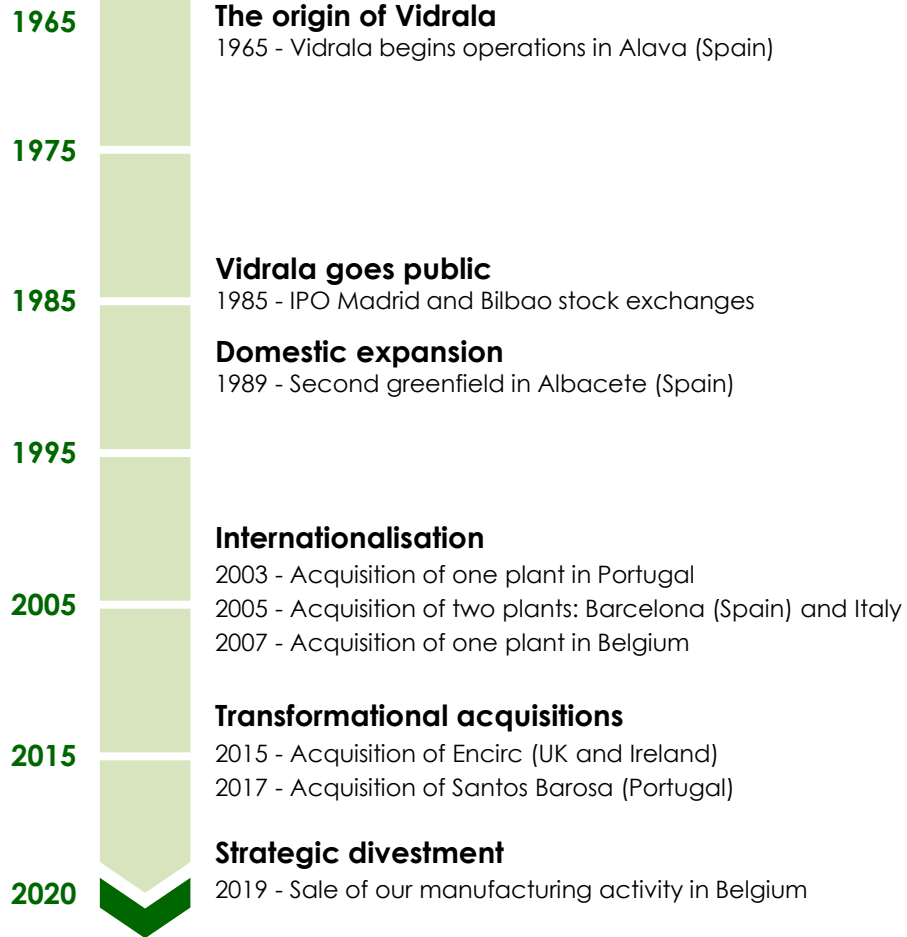 1965
The origin of Vidrala
1965 - Vidrala begins operations in Alava (Spain)
1975
Vidrala goes public
1985
1985 - IPO Madrid and Bilbao stock exchanges
Domestic expansion
1989 - Second greenfield in Albacete (Spain)
1995
Internationalisation
2003 - Acquisition of one plant in Portugal
2005
2005 - Acquisition of two plants: Barcelona (Spain) and Italy
2007 - Acquisition of one plant in Belgium
Transformational acquisitions
2015
2015 - Acquisition of Encirc (UK and Ireland)
2017 - Acquisition of Santos Barosa (Portugal)
Strategic divestment
2020
2019 - Sale of our manufacturing activity in Belgium